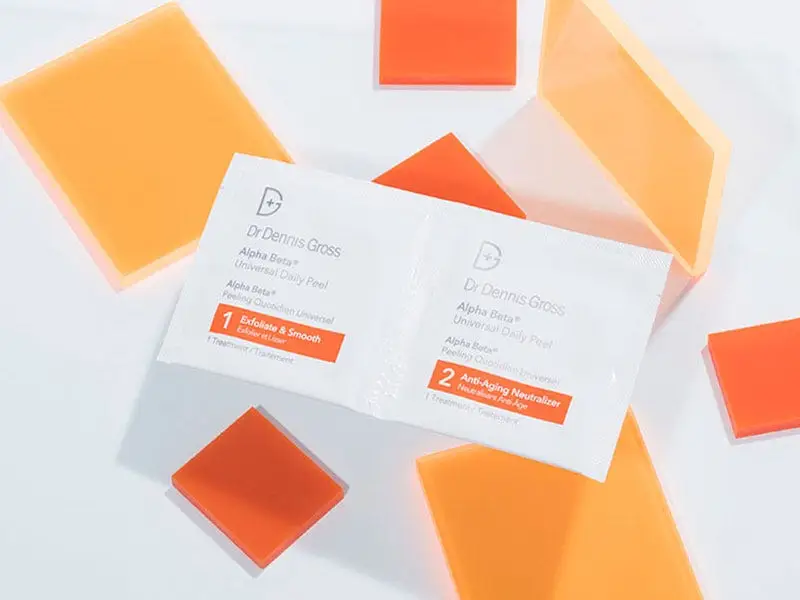 Dr Dennis Gross
Alpha Beta®
Universal Daily Peel
Alpha Beta®
Peeling Quotidien Universel
1 Exfoliate & Smooth
Exfolier et Lisser
1 Treatment / Traitement
Dr Dennis Gross
Alpha Beta®
Universal Daily Peel
Alpha Beta®
Peeling Quotidien Universel
2 Anti-Aging Neutralizer
Neutralisant Anti-Âge
1 Treatment / Traitement